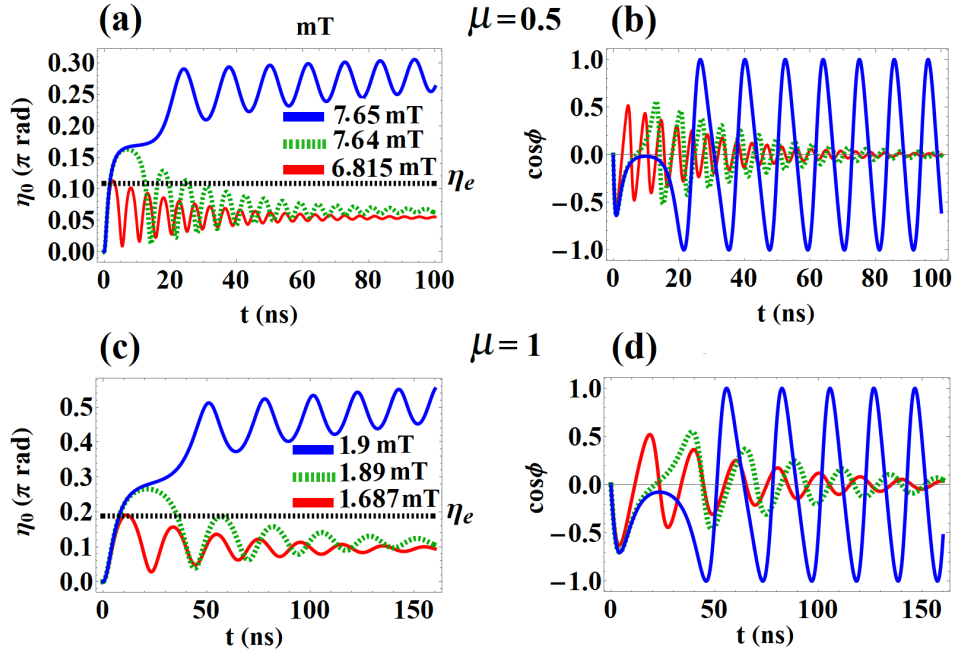 (a)
mT
μ = 0.5
0.30
0.25
0.20
0.15
0.10
0.05
0.00
η₀ (π rad)
7.65 mT
7.64 mT
6.815 mT
ηₑ
0 20 40 60 80 100
t (ns)
(b)
1.0
0.5
0.0
−0.5
−1.0
cosϕ
0 20 40 60 80 100
t (ns)
(c)
μ = 1
0.5
0.4
0.3
0.2
0.1
0.0
η₀ (π rad)
1.9 mT
1.89 mT
1.687 mT
ηₑ
0 50 100 150
t (ns)
(d)
1.0
0.5
0.0
−0.5
−1.0
cosϕ
0 50 100 150
t (ns)